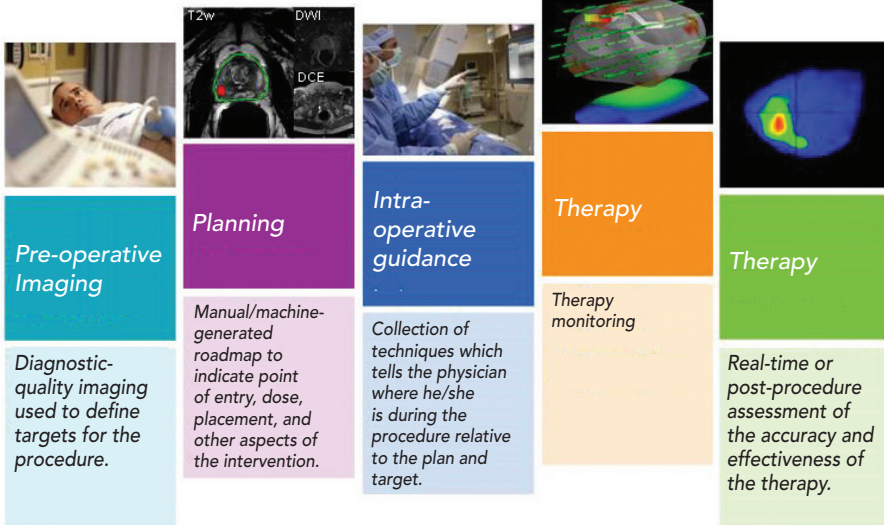 T2w
DWI
DCE
Pre-operative
Imaging
Diagnostic-
quality imaging
used to define
targets for the
procedure.
Planning
Manual/machine-
generated
roadmap to
indicate point
of entry, dose,
placement, and
other aspects of
the intervention.
Intra-
operative
guidance
Collection of
techniques which
tells the physician
where he/she
is during the
procedure relative
to the plan and
target.
Therapy
Therapy
monitoring
Therapy
Real-time or
post-procedure
assessment of
the accuracy and
effectiveness of
the therapy.